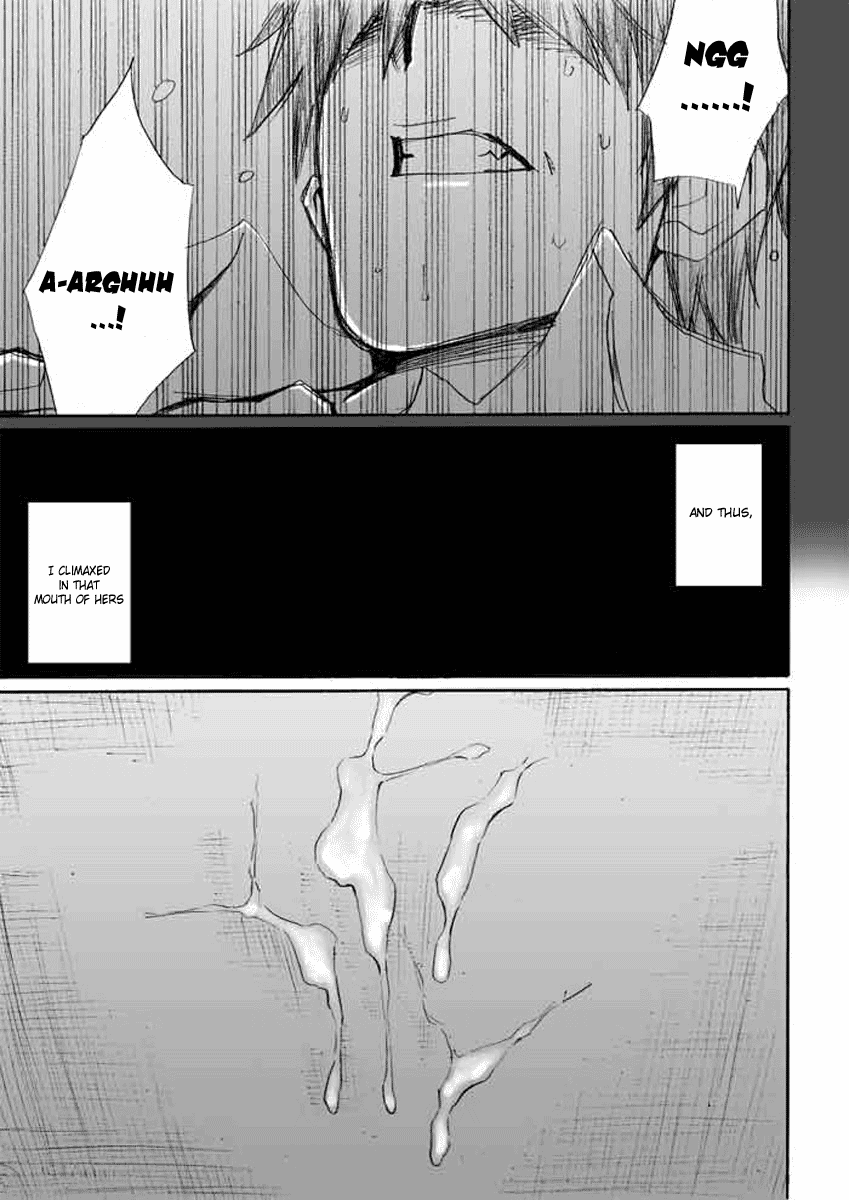 NGG
.......!
A-ARGHHH
...!
AND THUS,
I CLIMAXED
IN THAT
MOUTH OF HERS